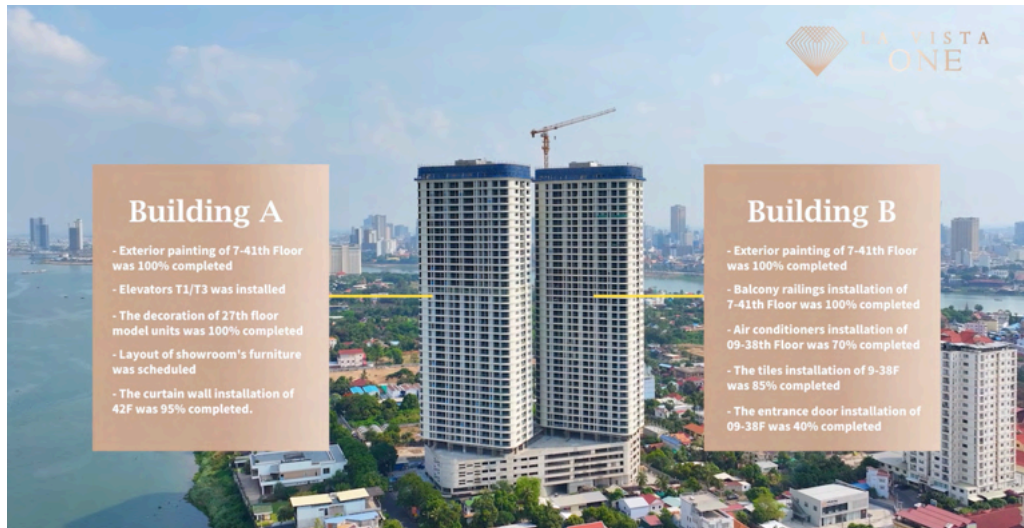 LA VISTA
ONE
Building A
- Exterior painting of 7-41th Floor
was 100% completed
- Elevators T1/T3 was installed
- The decoration of 27th floor
model units was 100% completed
- Layout of showroom's furniture
was scheduled
- The curtain wall installation of
42F was 95% completed.
Building B
- Exterior painting of 7-41th Floor
was 100% completed
- Balcony railings installation of
7-41th Floor was 100% completed
- Air conditioners installation of
09-38th Floor was 70% completed
- The tiles installation of 9-38F
was 85% completed
- The entrance door installation of
09-38F was 40% completed